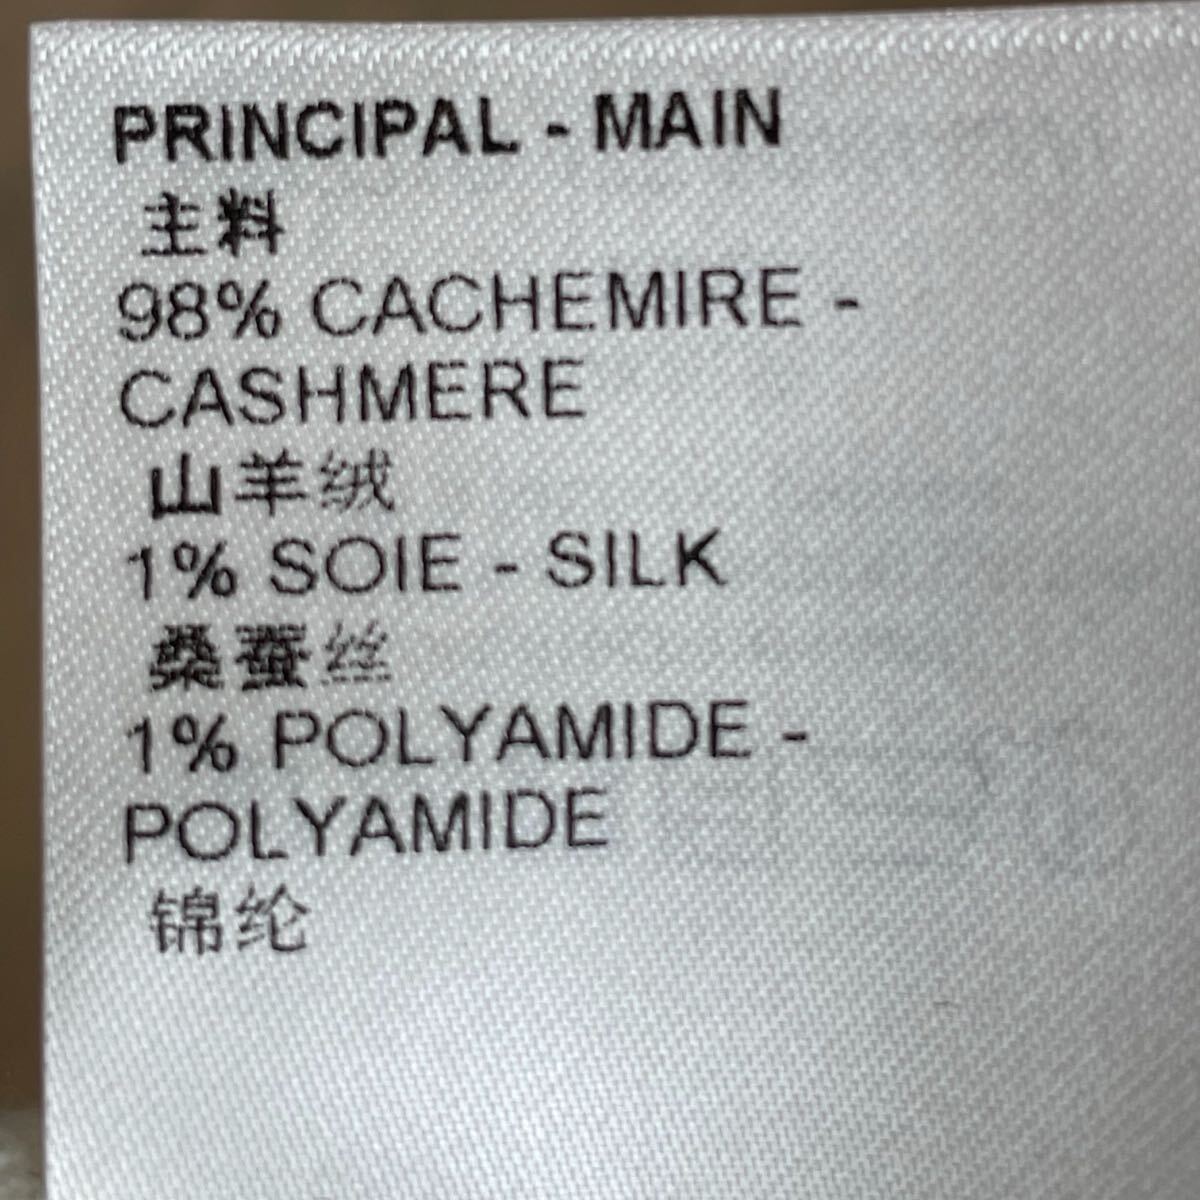 PRINCIPAL - MAIN
主料
98% CACHEMIRE -
CASHMERE
山羊绒
1% SOIE - SILK
桑蚕丝
1% POLYAMIDE -
POLYAMIDE
锦纶